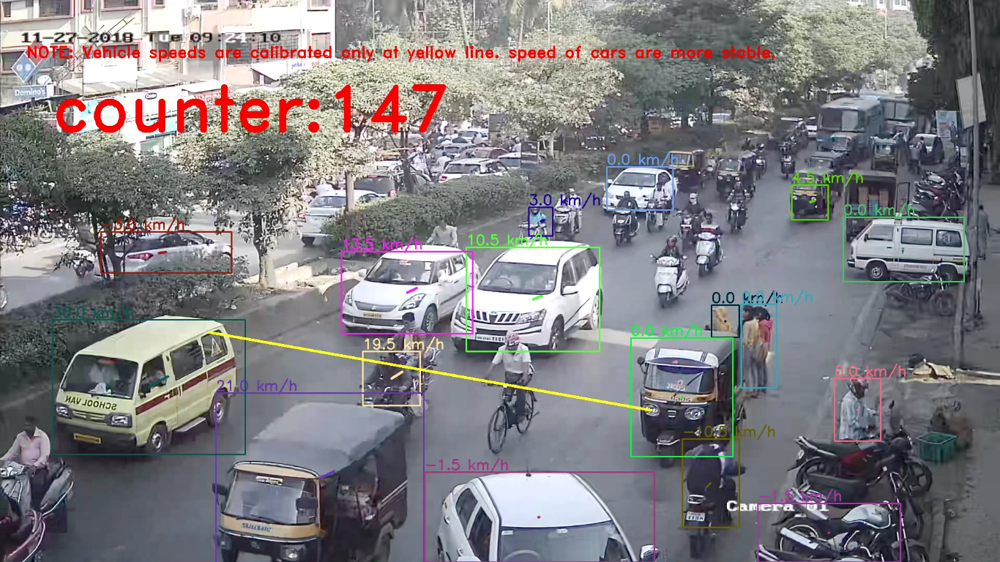 11-27-2018 Tue 09:24:10
NOTE: Vehicle speeds are calibrated only at yellow line. speed of cars are more stable.
Domino's
counter:147
0.0 km/h
4.5 km/h
3.0 km/h
0.0 km/h
-3.0 km/h
13.5 km/h
10.5 km/h
0.0 km/h
0.0 km/h
30.0 km/h
0.0 km/h
19.5 km/h
0.0 km/h
21.0 km/h
SCHOOL VAN
-10.5 km/h
-1.5 km/h
-1.5 km/h
Camera 01